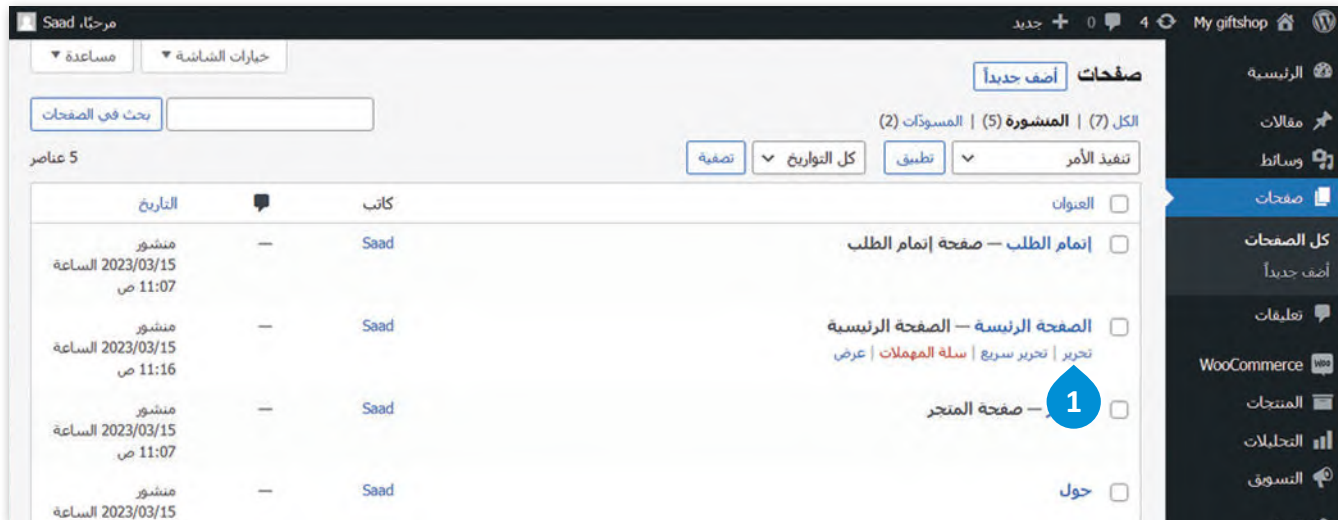 My giftshop 4 0 + جديد مرحبًا، Saad
الرئيسية
مقالات
وسائط
صفحات
كل الصفحات
أضف جديداً
تعليقات
WooCommerce Woo
المنتجات
التحليلات
التسويق
خيارات الشاشة ▼ مساعدة ▼
صفحات أضف جديداً
الكل (7) | المنشورة (5) | المسودّات (2)
بحث في الصفحات
تنفيذ الأمر تطبيق كل التواريخ تصفية 5 عناصر
العنوان كاتب التاريخ
إتمام الطلب — صفحة إتمام الطلب Saad — منشور
2023/03/15 الساعة
11:07 ص
الصفحة الرئيسة — الصفحة الرئيسية Saad — منشور
تحرير | تحرير سريع | سلة المهملات | عرض 2023/03/15 الساعة
11:16 ص
1
— صفحة المتجر Saad — منشور
2023/03/15 الساعة
11:07 ص
حول Saad — منشور
2023/03/15 الساعة